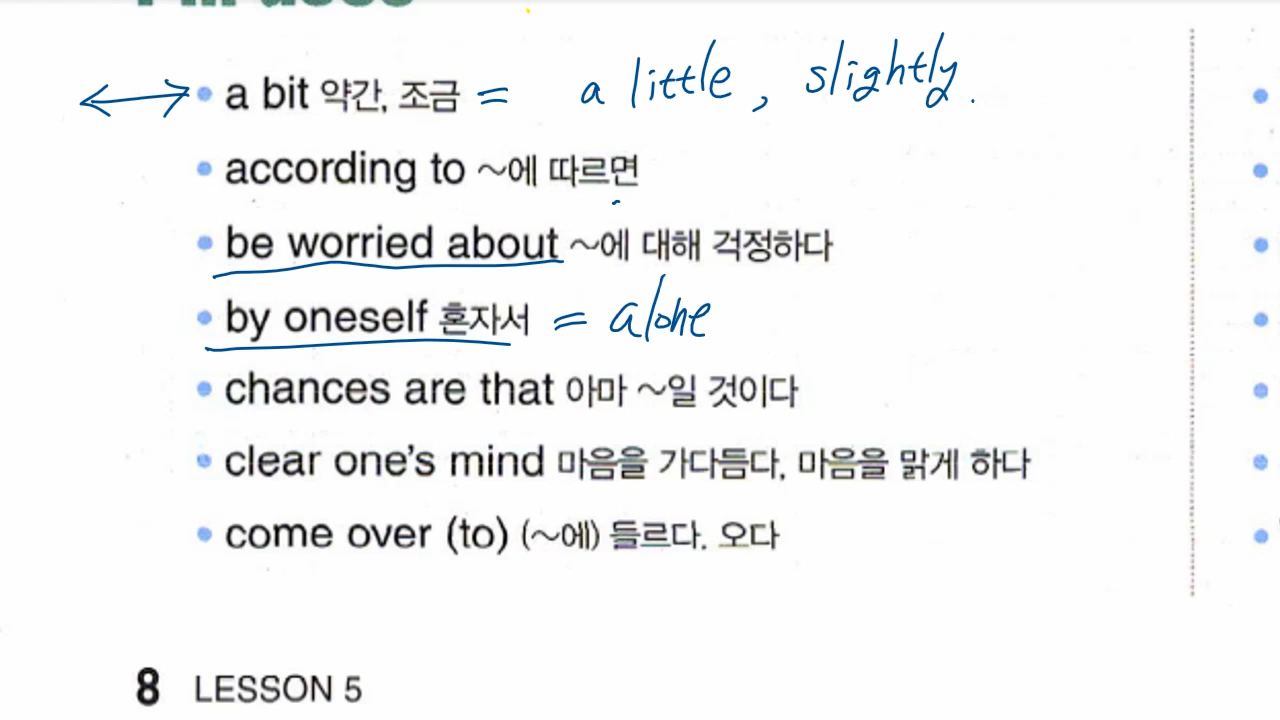 ↔ • a bit 약간, 조금 = a little, slightly.
• according to ～에 따르면
• be worried about ～에 대해 걱정하다
• by oneself 혼자서 = alone
• chances are that 아마 ～일 것이다
• clear one's mind 마음을 가다듬다, 마음을 맑게 하다
• come over (to) (～에) 들르다, 오다
8 LESSON 5